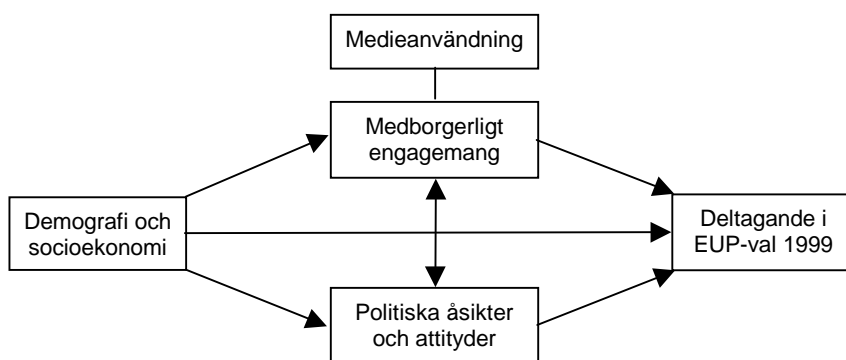 Medieanvändning
Medborgerligt
engagemang
Demografi och
socioekonomi
Deltagande i
EUP-val 1999
Politiska åsikter
och attityder